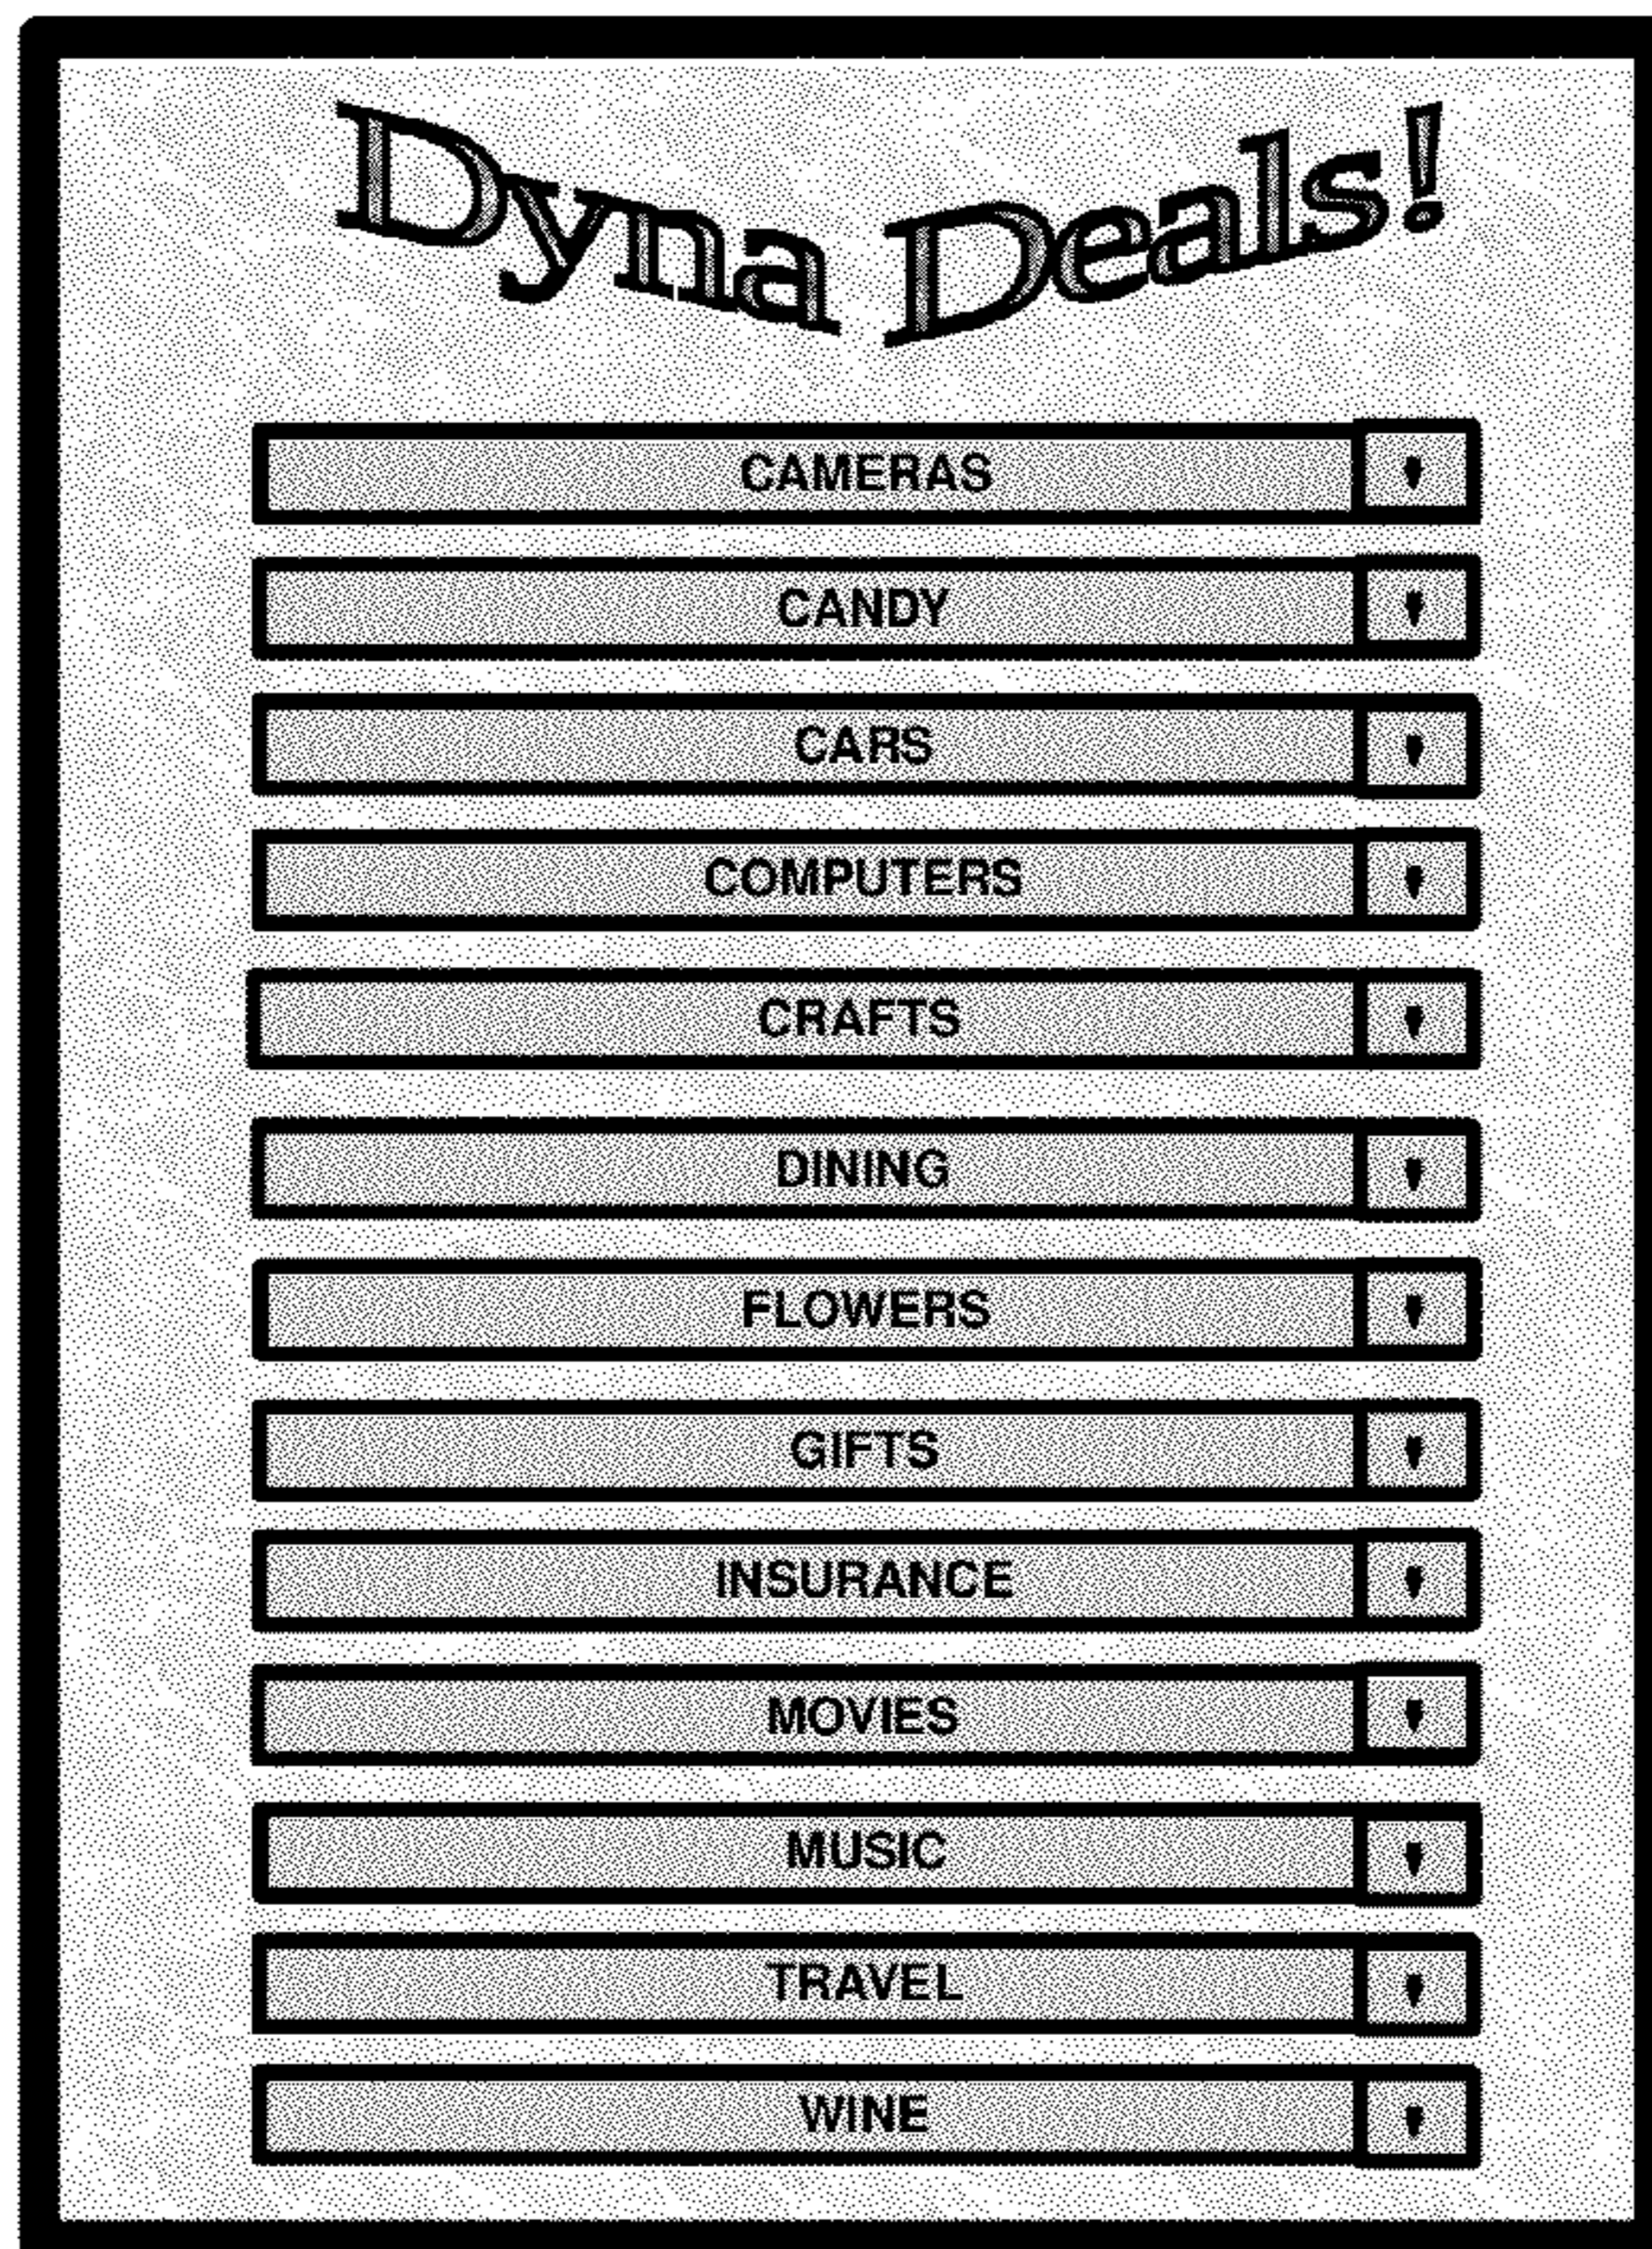 Dyna Deals!
CAMERAS
CANDY
CARS
COMPUTERS
CRAFTS
DINING
FLOWERS
GIFTS
INSURANCE
MOVIES
MUSIC
TRAVEL
WINE